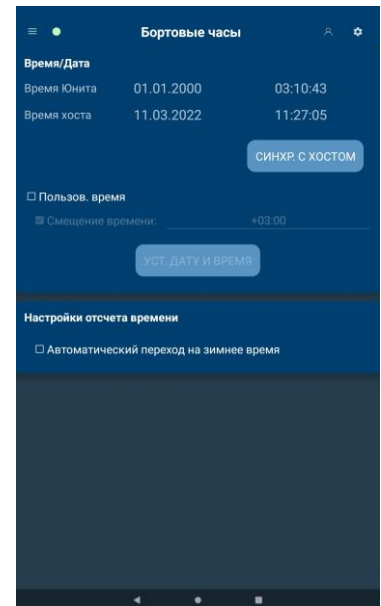 Бортовые часы
Время/Дата
Время Юнита 01.01.2000 03:10:43
Время хоста 11.03.2022 11:27:05
СИНХР. С ХОСТОМ
Пользов. время
Смещение времени: +03:00
УСТ. ДАТУ И ВРЕМЯ
Настройки отсчета времени
Автоматический переход на зимнее время